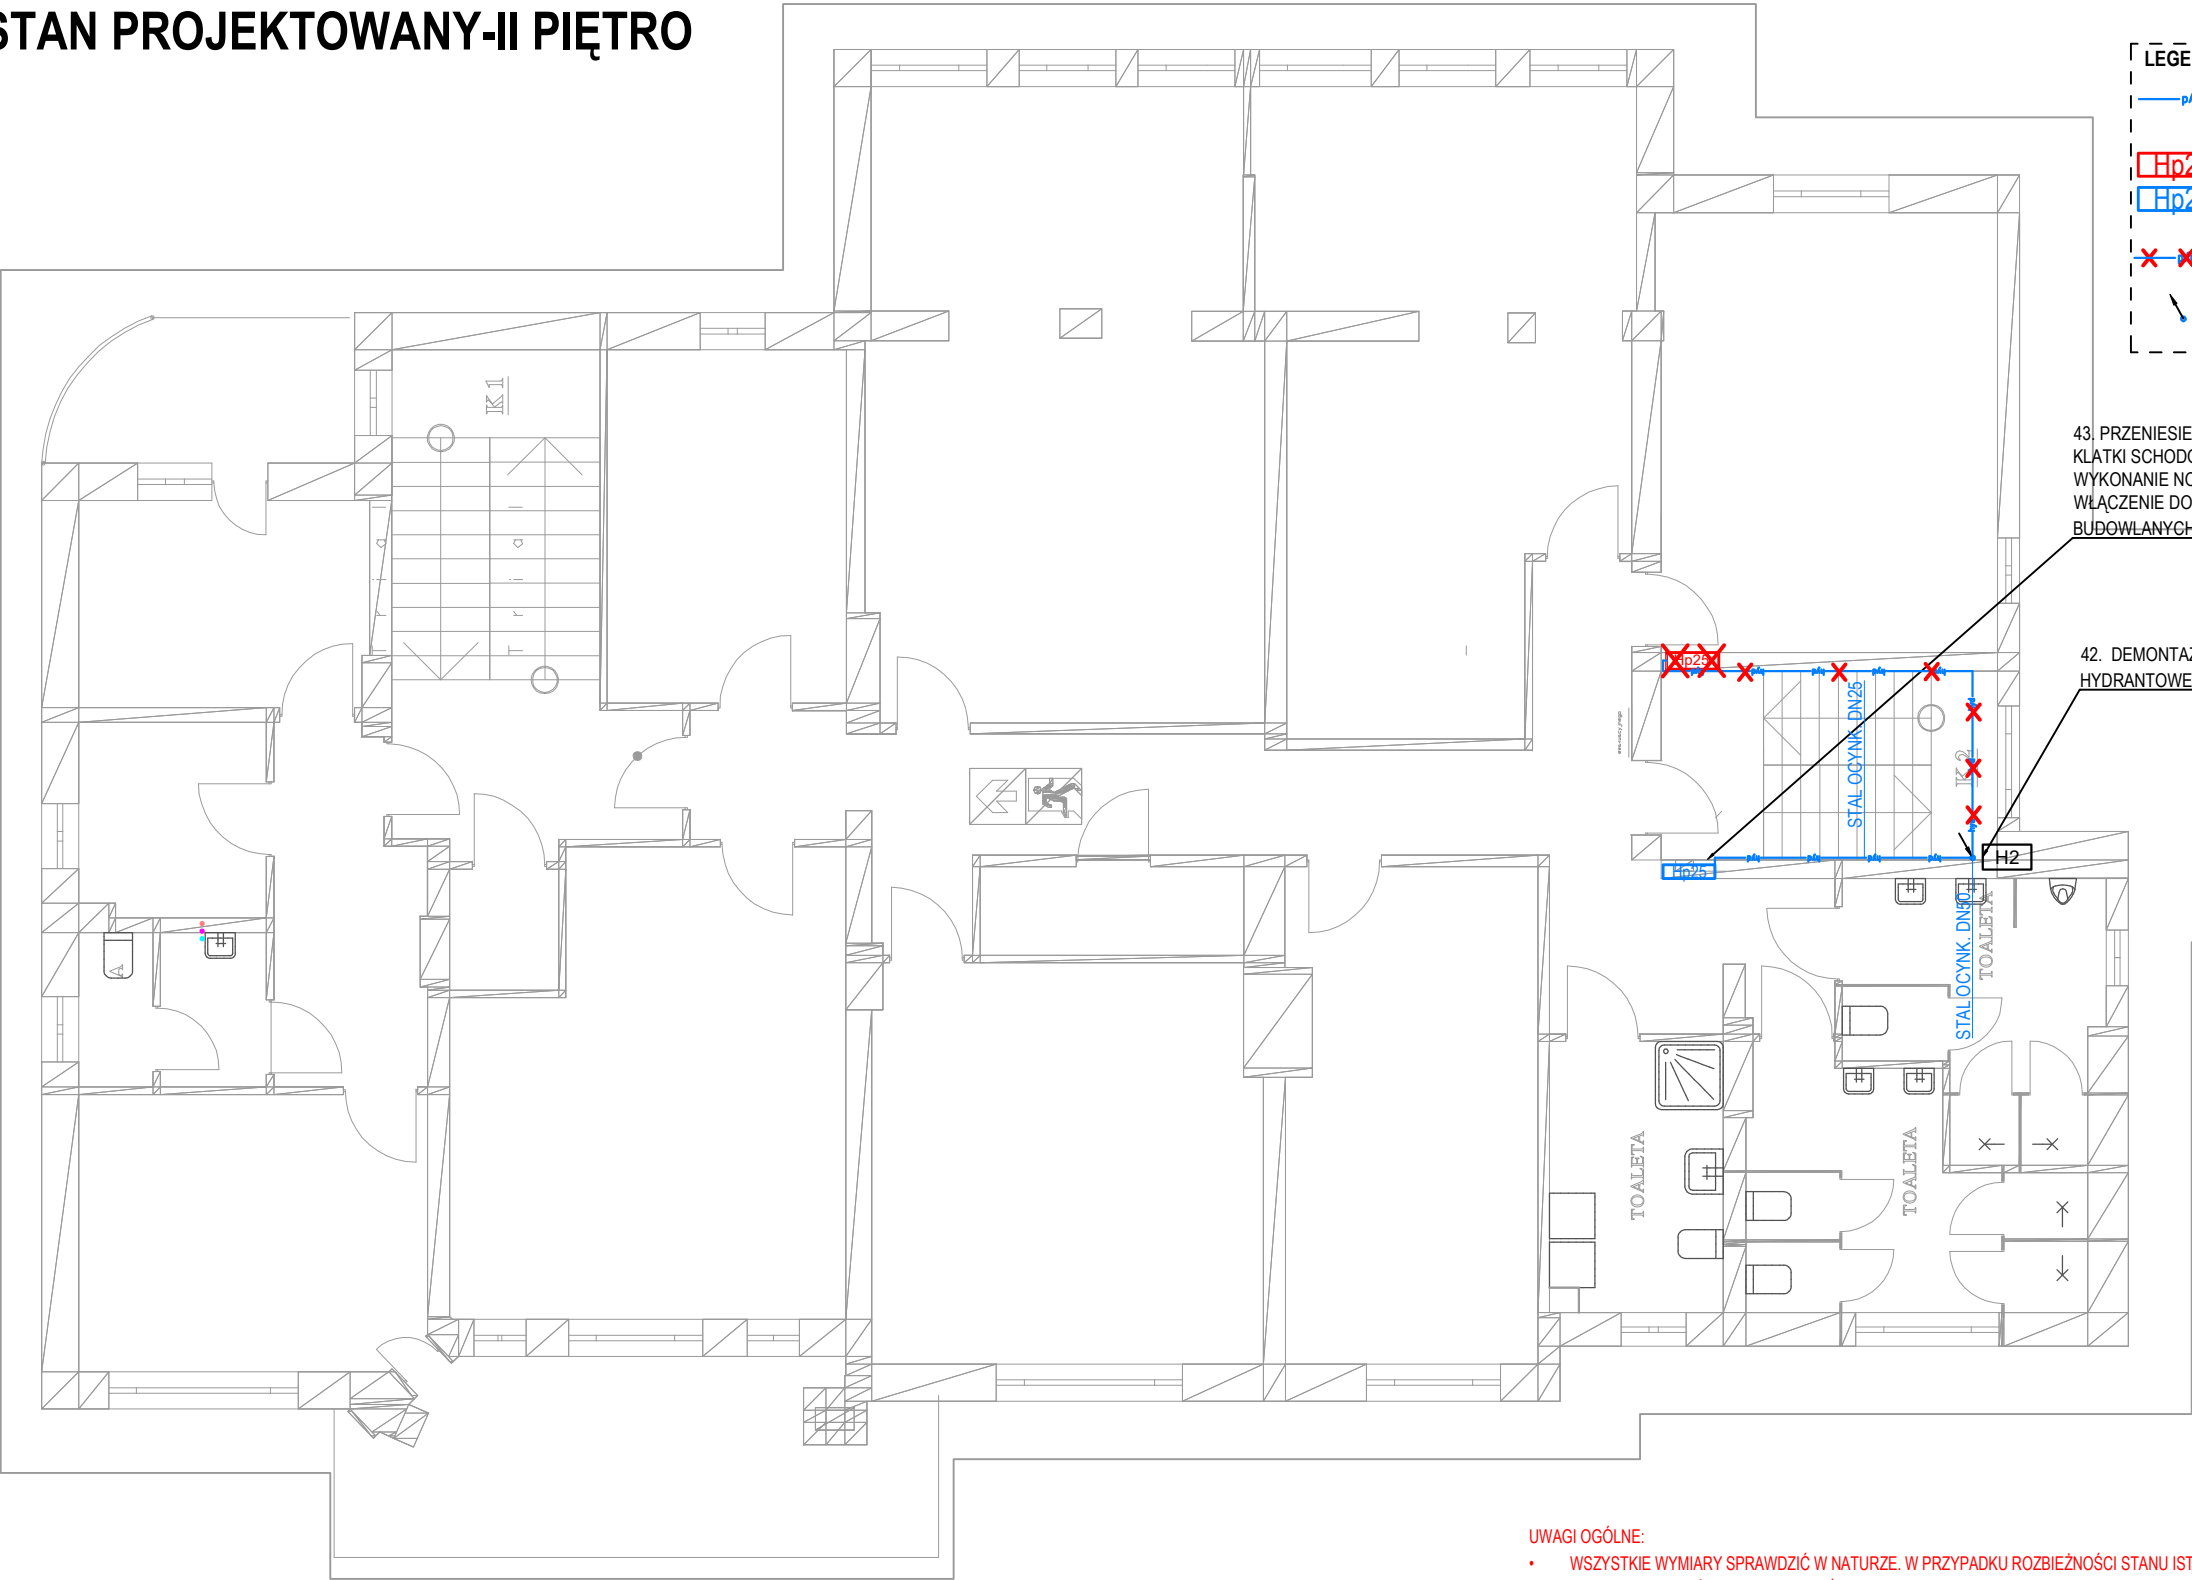 STAN PROJEKTOWANY-II PIĘTRO
LEGE
Hp2
Hp2
43. PRZENIESIE
KLATKI SCHODO
WYKONANIE NO
WŁĄCZENIE DO
BUDOWLANYCH
42. DEMONTAŻ
HYDRANTOWE
K1
Hp25
STAL OCYNK DN25
K2
H2
Hp25
STAL OCYNK. DN50
TOALETA
TOALETA
TOALETA
A
UWAGI OGÓLNE:
• WSZYSTKIE WYMIARY SPRAWDZIĆ W NATURZE. W PRZYPADKU ROZBIEŻNOŚCI STANU IST